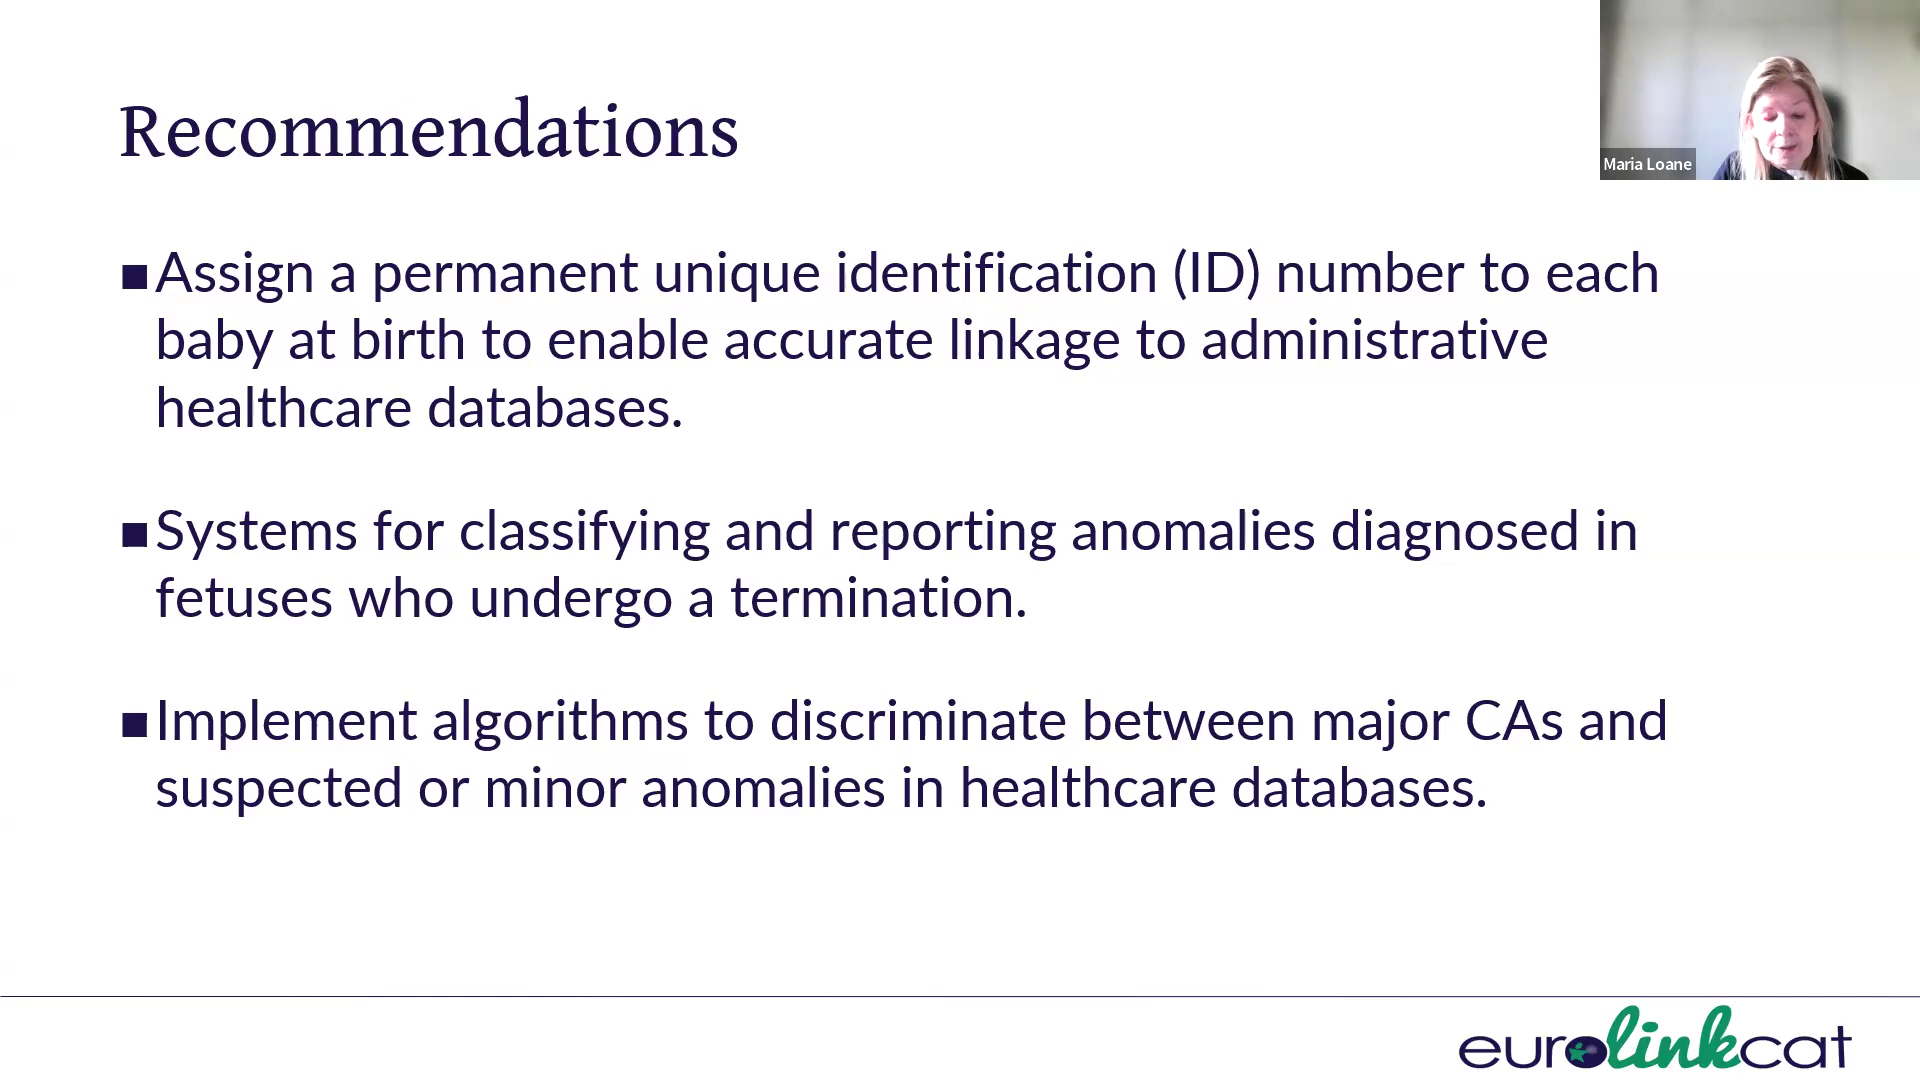 Recommendations
Maria Loane
■Assign a permanent unique identification (ID) number to each
baby at birth to enable accurate linkage to administrative
healthcare databases.
■Systems for classifying and reporting anomalies diagnosed in
fetuses who undergo a termination.
■Implement algorithms to discriminate between major CAs and
suspected or minor anomalies in healthcare databases.
eurolinkcat